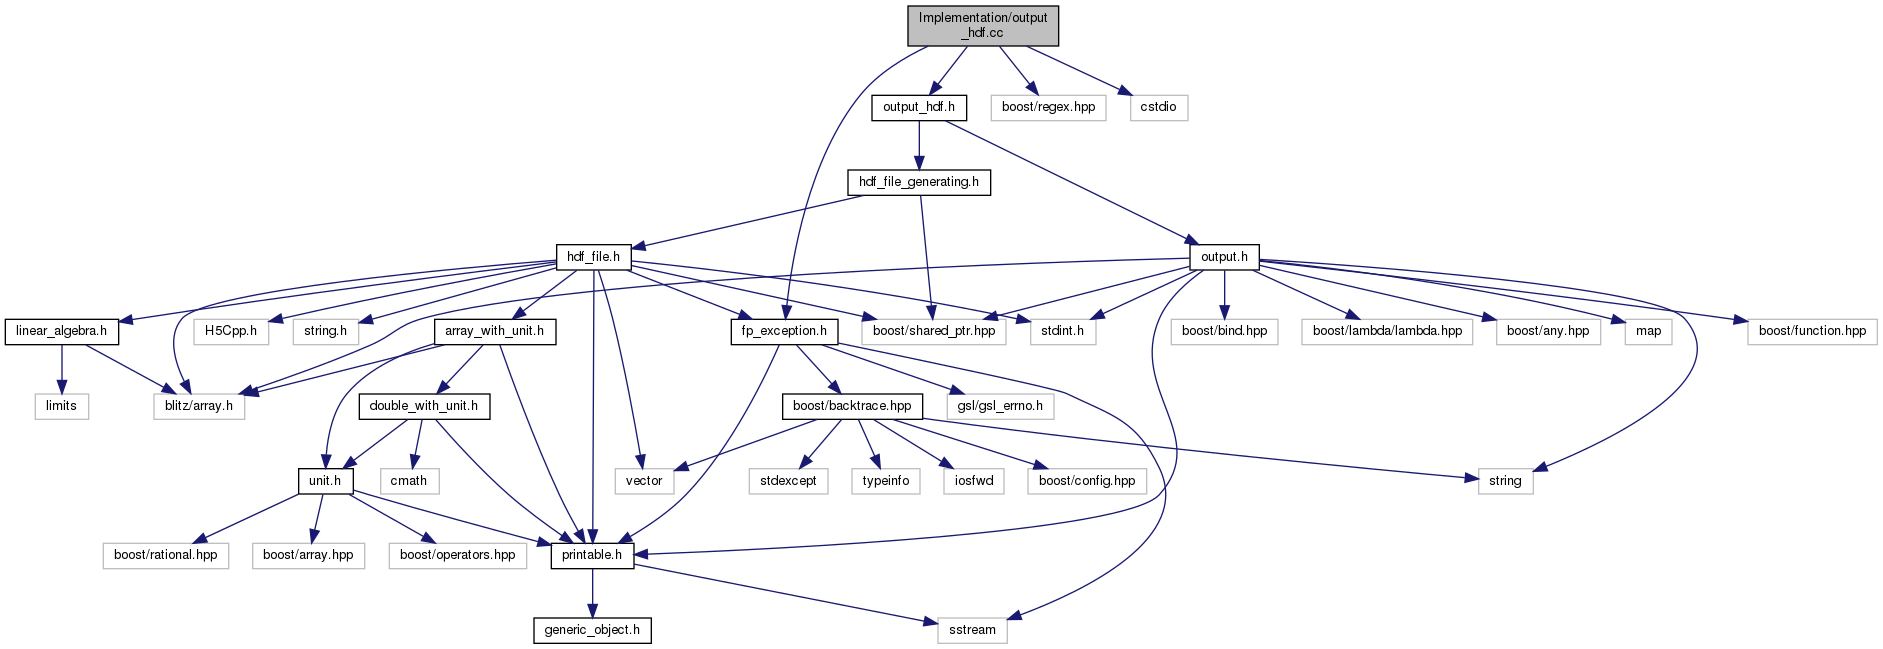 Implementation/output
_hdf.cc
output_hdf.h
boost/regex.hpp
cstdio
hdf_file_generating.h
hdf_file.h
output.h
linear_algebra.h
H5Cpp.h
string.h
array_with_unit.h
fp_exception.h
boost/shared_ptr.hpp
stdint.h
boost/bind.hpp
boost/lambda/lambda.hpp
boost/any.hpp
map
boost/function.hpp
limits
blitz/array.h
double_with_unit.h
boost/backtrace.hpp
gsl/gsl_errno.h
unit.h
cmath
vector
stdexcept
typeinfo
iosfwd
boost/config.hpp
string
boost/rational.hpp
boost/array.hpp
boost/operators.hpp
printable.h
generic_object.h
sstream